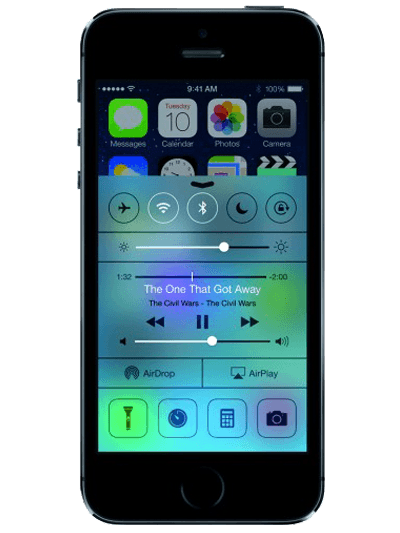 9:41 AM 100%
Tuesday
10
Messages Calendar Photos Camera
1:32 -2:00
The One That Got Away
The Civil Wars - The Civil Wars
AirDrop AirPlay